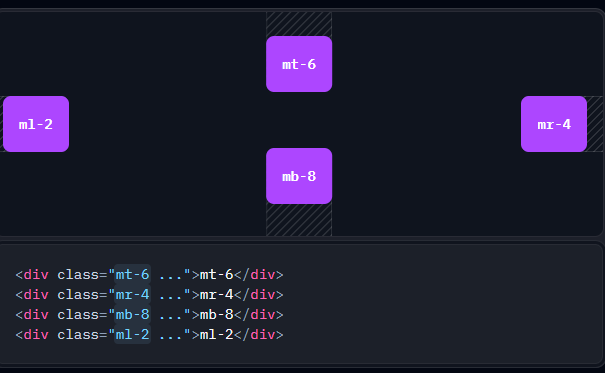 mt-6
ml-2
mr-4
mb-8
<div class="mt-6 ...">mt-6</div>
<div class="mr-4 ...">mr-4</div>
<div class="mb-8 ...">mb-8</div>
<div class="ml-2 ...">ml-2</div>